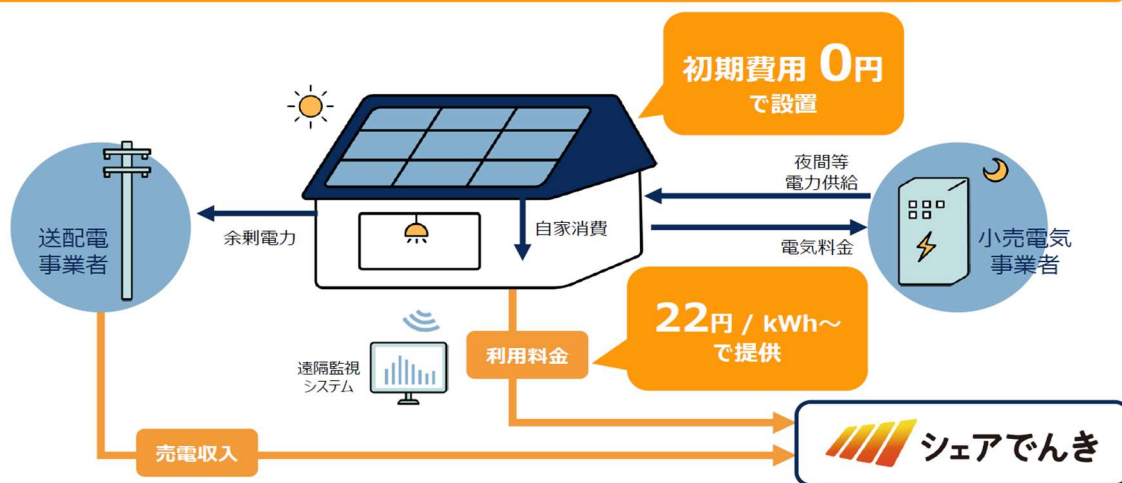 初期費用 0円
で設置
夜間等
電力供給
送配電
事業者
余剰電力
自家消費
電気料金
小売電気
事業者
22円 / kWh～
で提供
利用料金
遠隔監視
システム
売電収入
シェアでんき